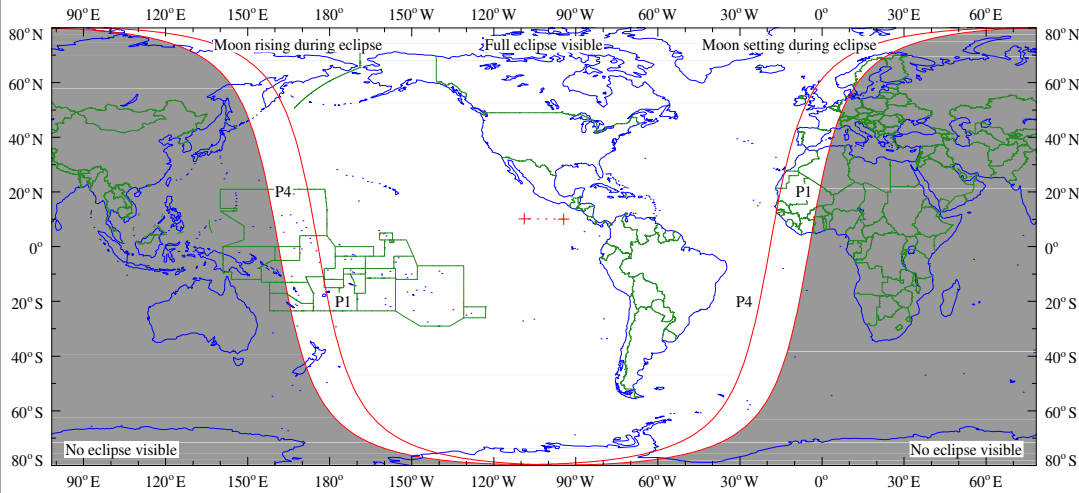 90° E 120° E 150° E 180° 150° W 120° W 90° W 60° W 30° W 0° 30° E 60° E
80° N 80° N
Moon rising during eclipse Full eclipse visible Moon setting during eclipse
60° N 60° N
40° N 40° N
20° N P4 P1 20° N
0° 0°
20° S P1 P4 20° S
40° S 40° S
60° S 60° S
No eclipse visible No eclipse visible
80° S 80° S
90° E 120° E 150° E 180° 150° W 120° W 90° W 60° W 30° W 0° 30° E 60° E